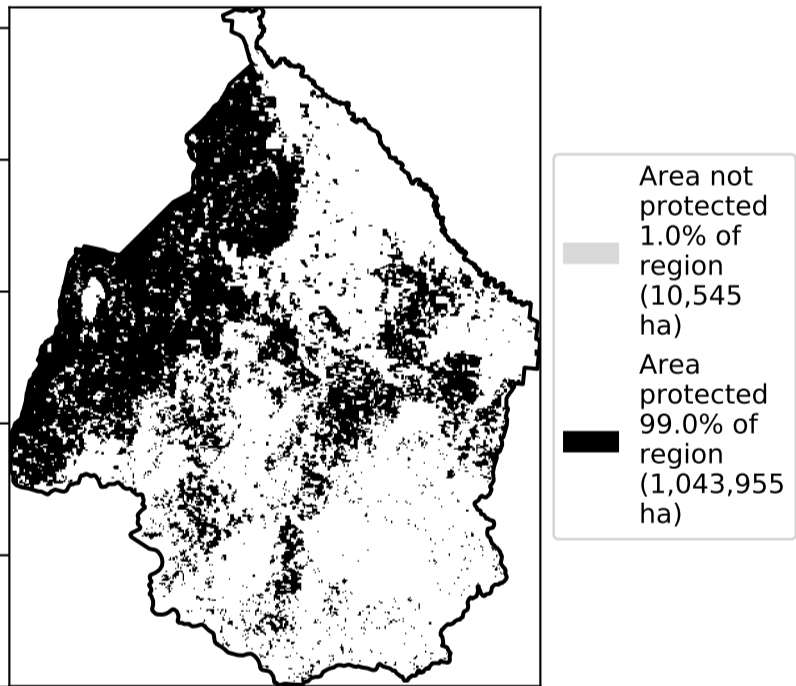 Area not
protected
1.0% of
region
(10,545
ha)
Area
protected
99.0% of
region
(1,043,955
ha)